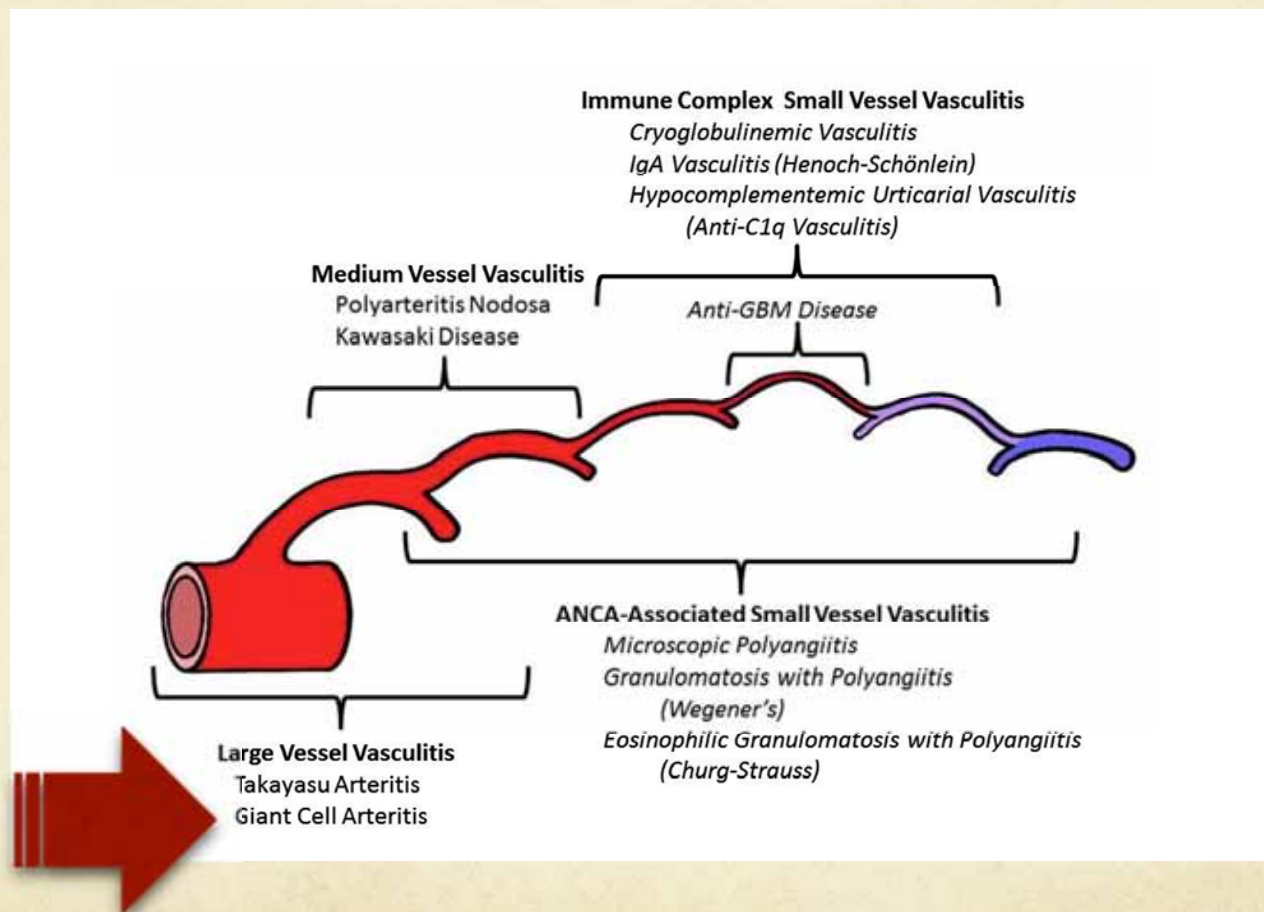 Immune Complex Small Vessel Vasculitis
Cryoglobulinemic Vasculitis
IgA Vasculitis (Henoch-Schönlein)
Hypocomplementemic Urticarial Vasculitis
(Anti-C1q Vasculitis)
Medium Vessel Vasculitis
Polyarteritis Nodosa
Kawasaki Disease
Anti-GBM Disease
ANCA-Associated Small Vessel Vasculitis
Microscopic Polyangiitis
Granulomatosis with Polyangiitis
(Wegener's)
Eosinophilic Granulomatosis with Polyangiitis
(Churg-Strauss)
Large Vessel Vasculitis
Takayasu Arteritis
Giant Cell Arteritis